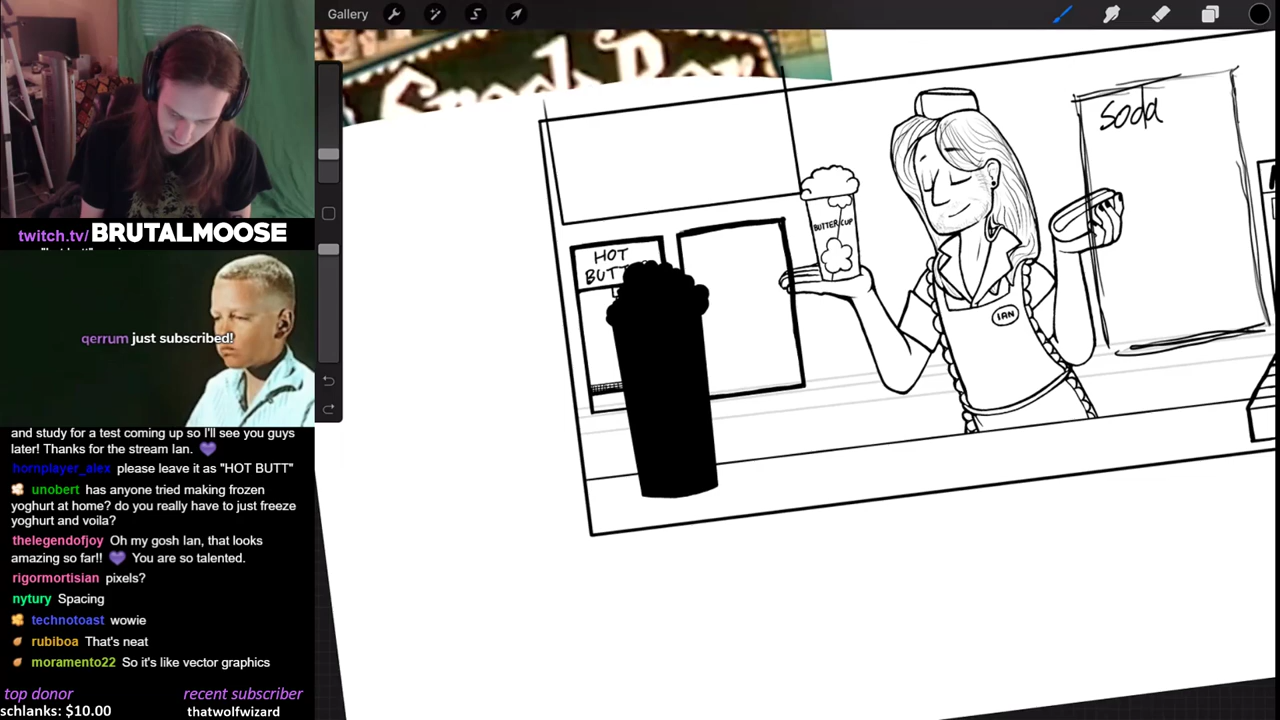 Gallery
Snack Bar
soda
BUTTER CUP
HOT
BUTT
IAN
twitch.tv/BRUTALMOOSE
qerrum just subscribed!
and study for a test coming up so I'll see you guys
later! Thanks for the stream Ian.
hornplayer_alex please leave it as "HOT BUTT"
unobert has anyone tried making frozen
yoghurt at home? do you really have to just freeze
yoghurt and voila?
thelegendofjoy Oh my gosh Ian, that looks
amazing so far!! You are so talented.
rigormortisian pixels?
nytury Spacing
technotoast wowie
rubiboa That's neat
moramento22 So it's like vector graphics
top donor
schlanks: $10.00
recent subscriber
thatwolfwizard